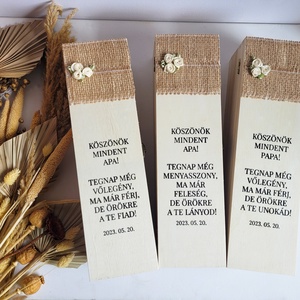 KÖSZÖNÖK
MINDENT
APA!
TEGNAP MÉG
VŐLEGÉNY,
MA MÁR FÉRJ,
DE ÖRÖKRE
A TE FIAD!
2023. 05. 20.
KÖSZÖNÖK
MINDENT
APA!
TEGNAP MÉG
MENYASSZONY,
MA MÁR
FELESÉG,
DE ÖRÖKRE
A TE LÁNYOD!
2023. 05. 20.
KÖSZÖNÖK
MINDENT
PAPA!
TEGNAP MÉG
VŐLEGÉNY,
MA MÁR FÉRJ,
DE ÖRÖKRE
A TE UNOKÁD!
2023. 05. 20.